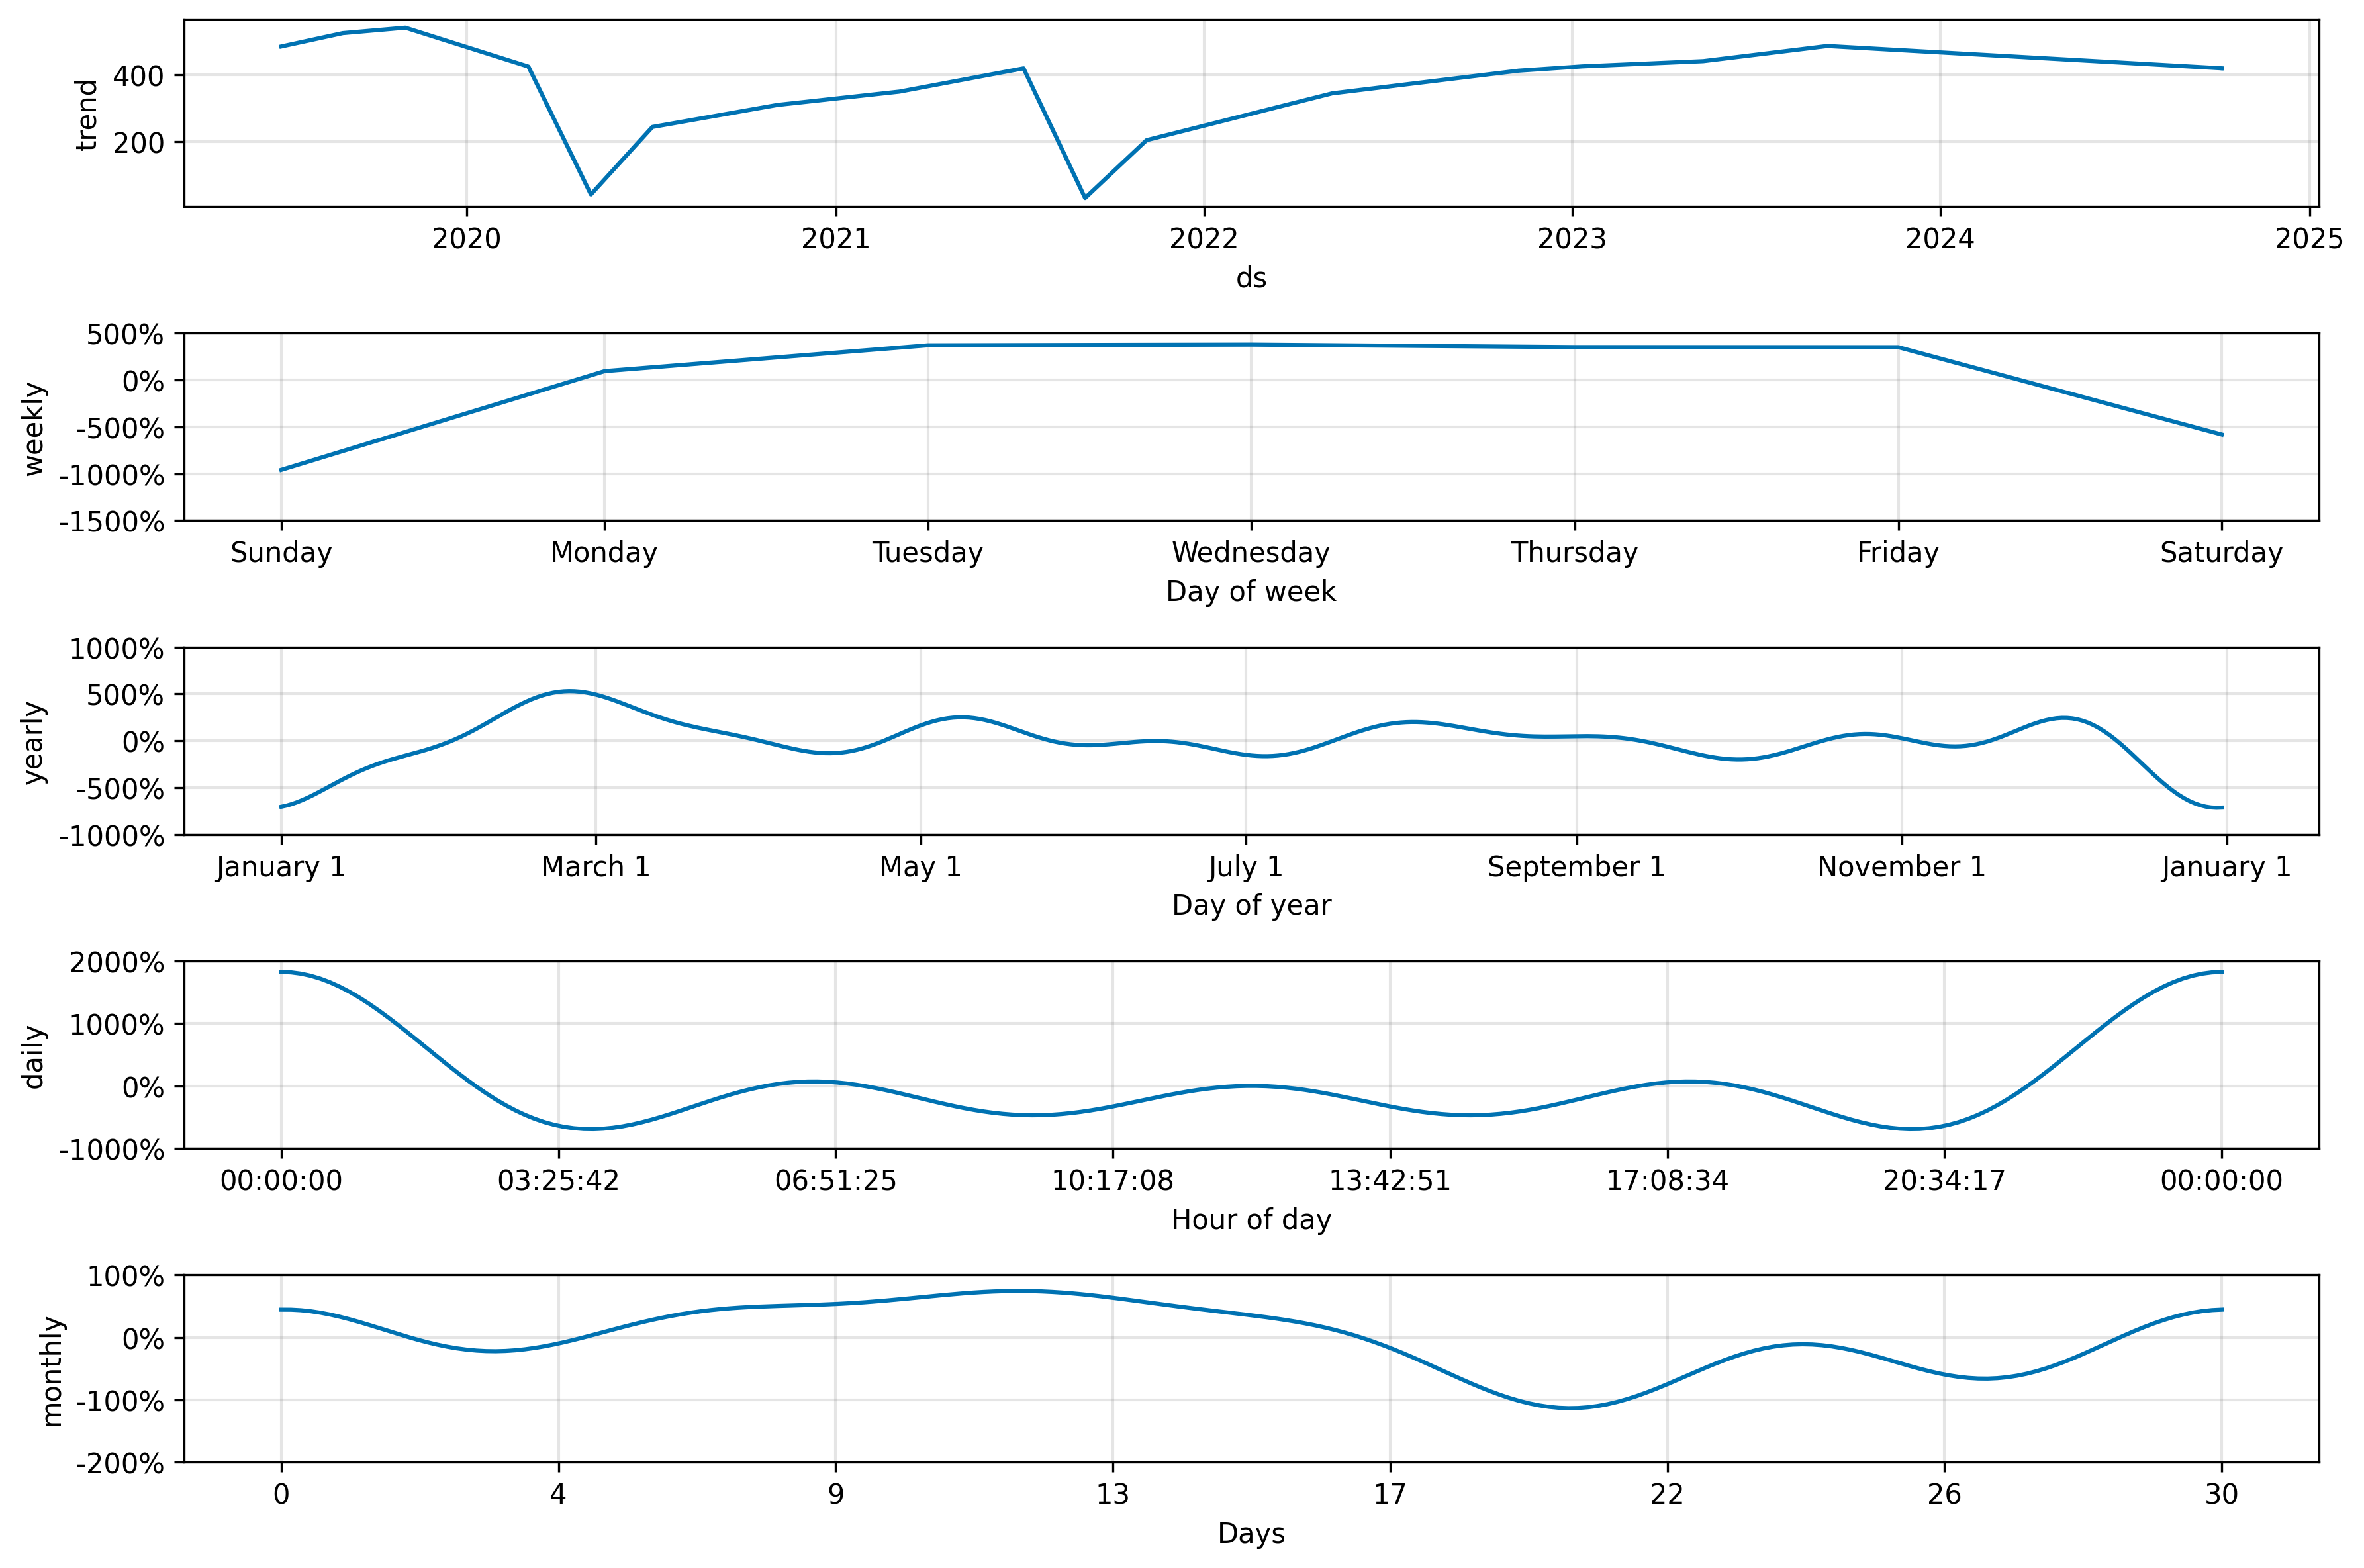 trend
400
200
2020 2021 2022 2023 2024 2025
ds
weekly
500%
0%
-500%
-1000%
-1500%
Sunday Monday Tuesday Wednesday Thursday Friday Saturday
Day of week
yearly
1000%
500%
0%
-500%
-1000%
January 1 March 1 May 1 July 1 September 1 November 1 January 1
Day of year
daily
2000%
1000%
0%
-1000%
00:00:00 03:25:42 06:51:25 10:17:08 13:42:51 17:08:34 20:34:17 00:00:00
Hour of day
monthly
100%
0%
-100%
-200%
0 4 9 13 17 22 26 30
Days